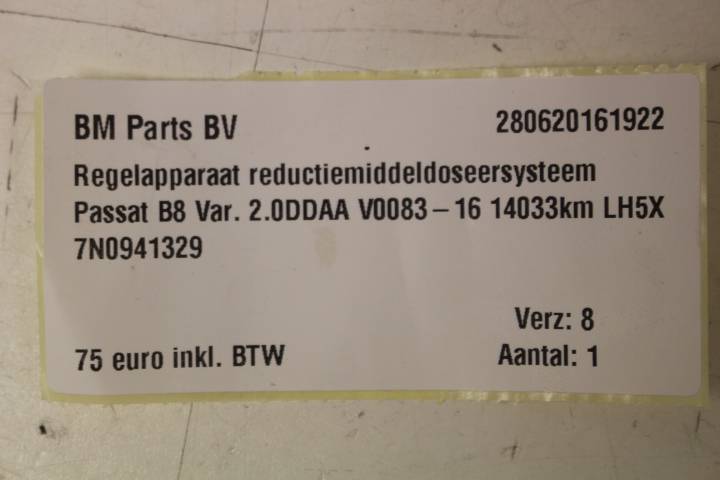 BM Parts BV 280620161922
Regelapparaat reductiemiddeldoseersysteem
Passat B8 Var. 2.0DDAA V0083 – 16 14033km LH5X
7N0941329
Verz: 8
75 euro inkl. BTW Aantal: 1